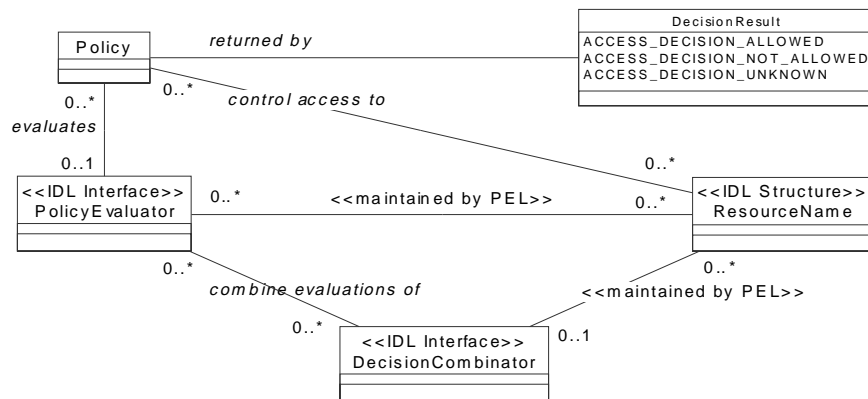 DecisionResult
ACCESS_DECISION_ALLOWED
ACCESS_DECISION_NOT_ALLOWED
ACCESS_DECISION_UNKNOWN
Policy
returned by
0..*
0..*
control access to
evaluates
0..1
0..*
<<IDL Interface>>
PolicyEvaluator
0..*
<<maintained by PEL>>
0..*
<<IDL Structure>>
ResourceName
0..*
combine evaluations of
0..*
<<maintained by PEL>>
0..*
0..1
<<IDL Interface>>
DecisionCombinator